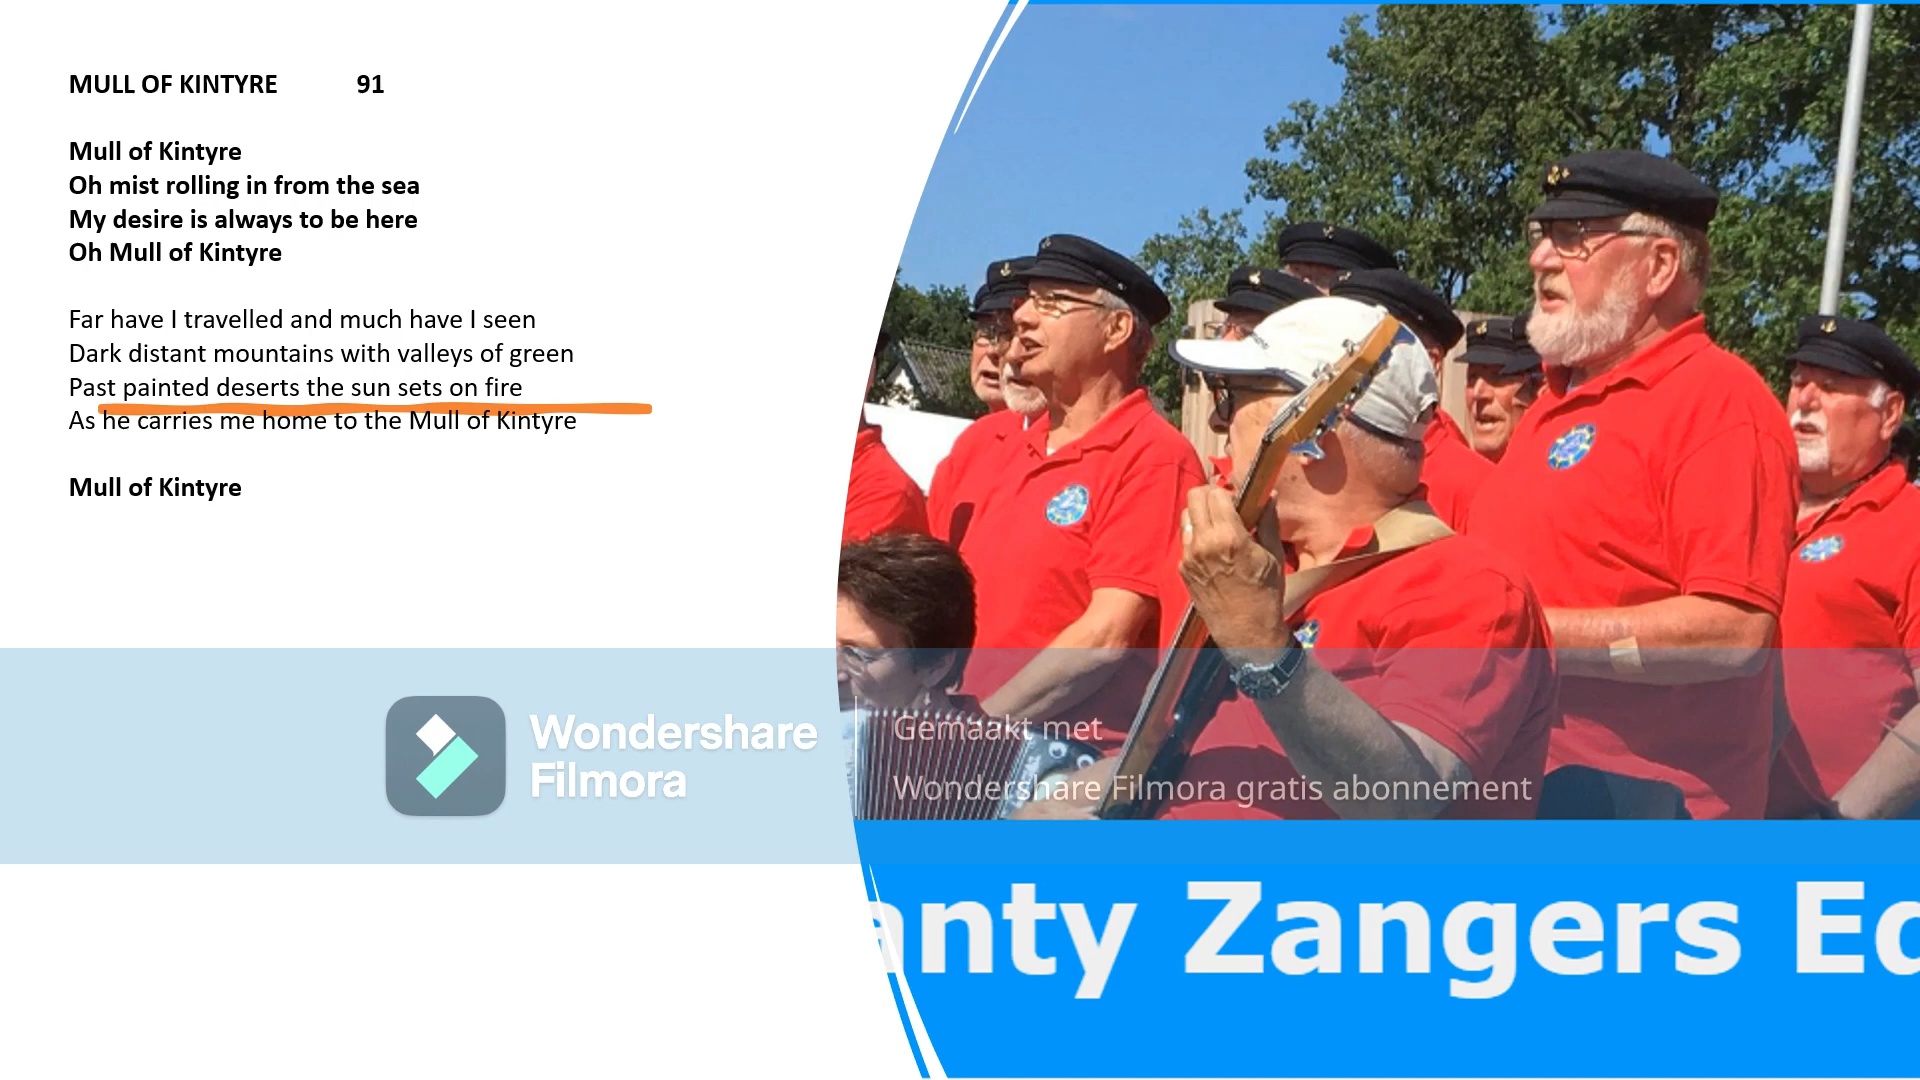 MULL OF KINTYRE 91
Mull of Kintyre
Oh mist rolling in from the sea
My desire is always to be here
Oh Mull of Kintyre
Far have I travelled and much have I seen
Dark distant mountains with valleys of green
Past painted deserts the sun sets on fire
As he carries me home to the Mull of Kintyre
Mull of Kintyre
Wondershare
Filmora
Gemaakt met
Wondershare Filmora gratis abonnement
anty Zangers Ed